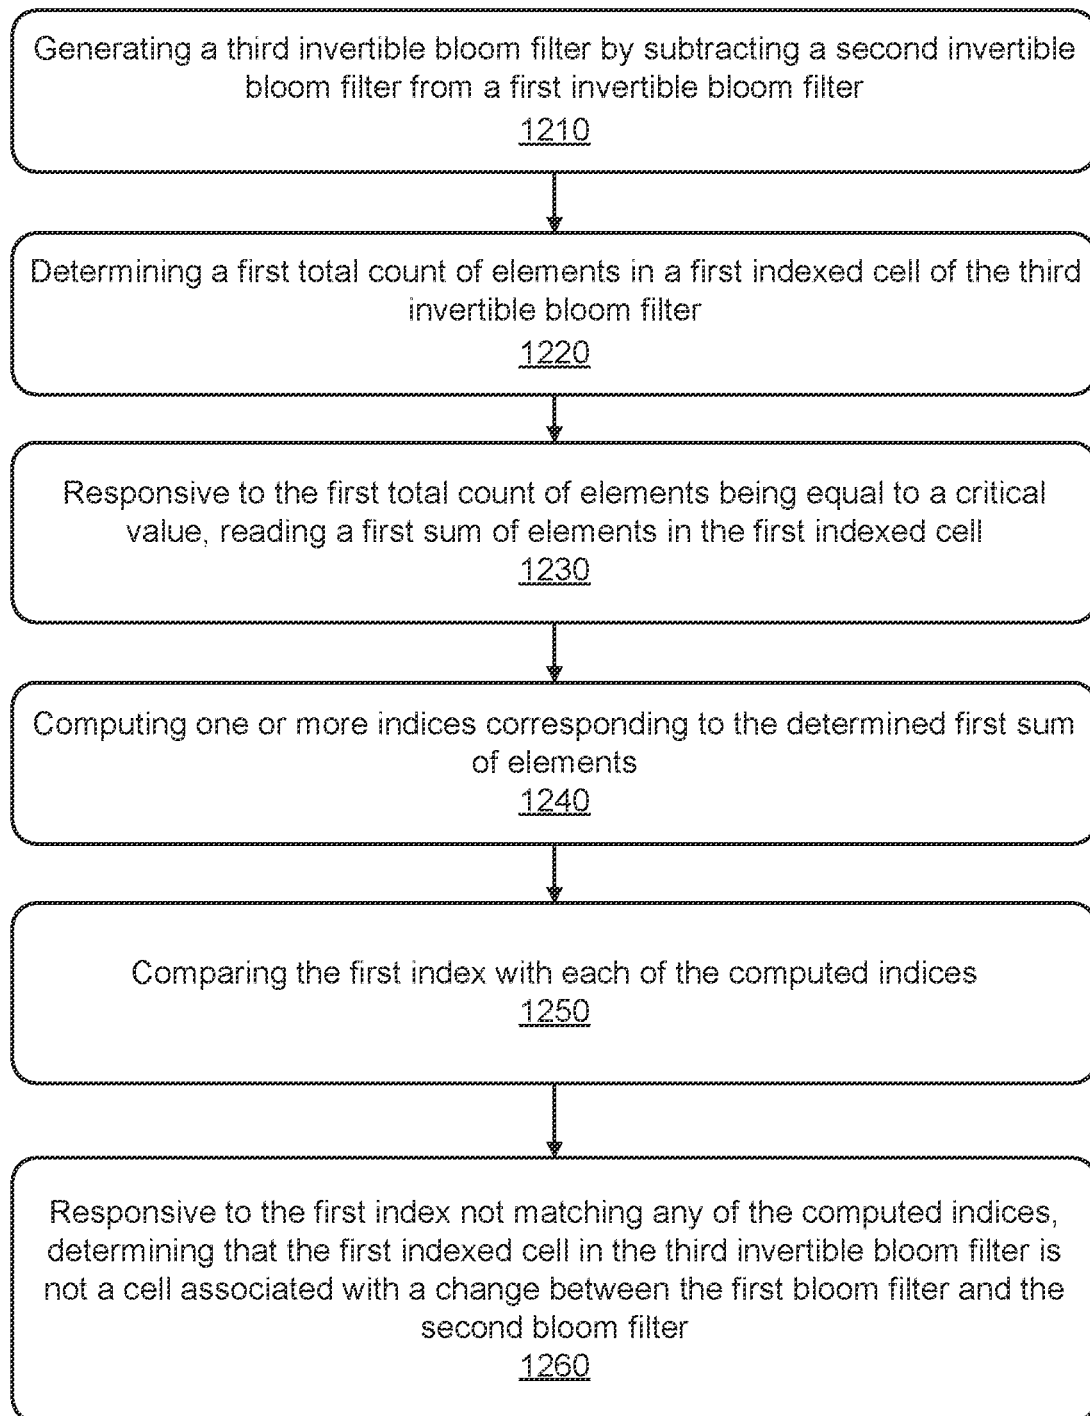 Generating a third invertible bloom filter by subtracting a second invertible
bloom filter from a first invertible bloom filter
1210
Determining a first total count of elements in a first indexed cell of the third
invertible bloom filter
1220
Responsive to the first total count of elements being equal to a critical
value, reading a first sum of elements in the first indexed cell
1230
Computing one or more indices corresponding to the determined first sum
of elements
1240
Comparing the first index with each of the computed indices
1250
Responsive to the first index not matching any of the computed indices,
determining that the first indexed cell in the third invertible bloom filter is
not a cell associated with a change between the first bloom filter and the
second bloom filter
1260